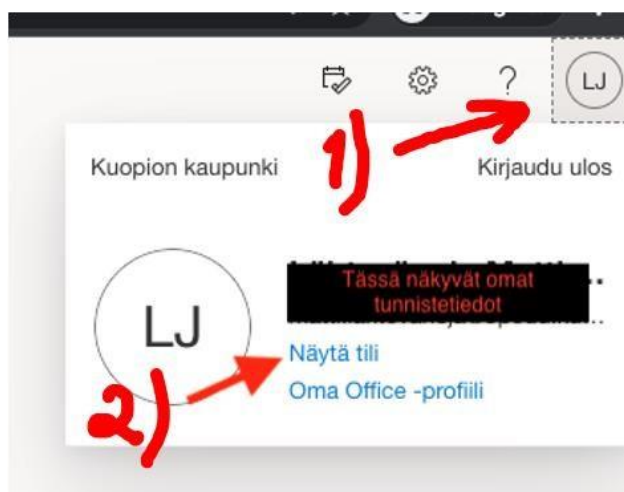 ?
LJ
1)
Kuopion kaupunki
Kirjaudu ulos
Tässä näkyvät omat
tunnistetiedot
LJ
Näytä tili
Oma Office -profiili
2)